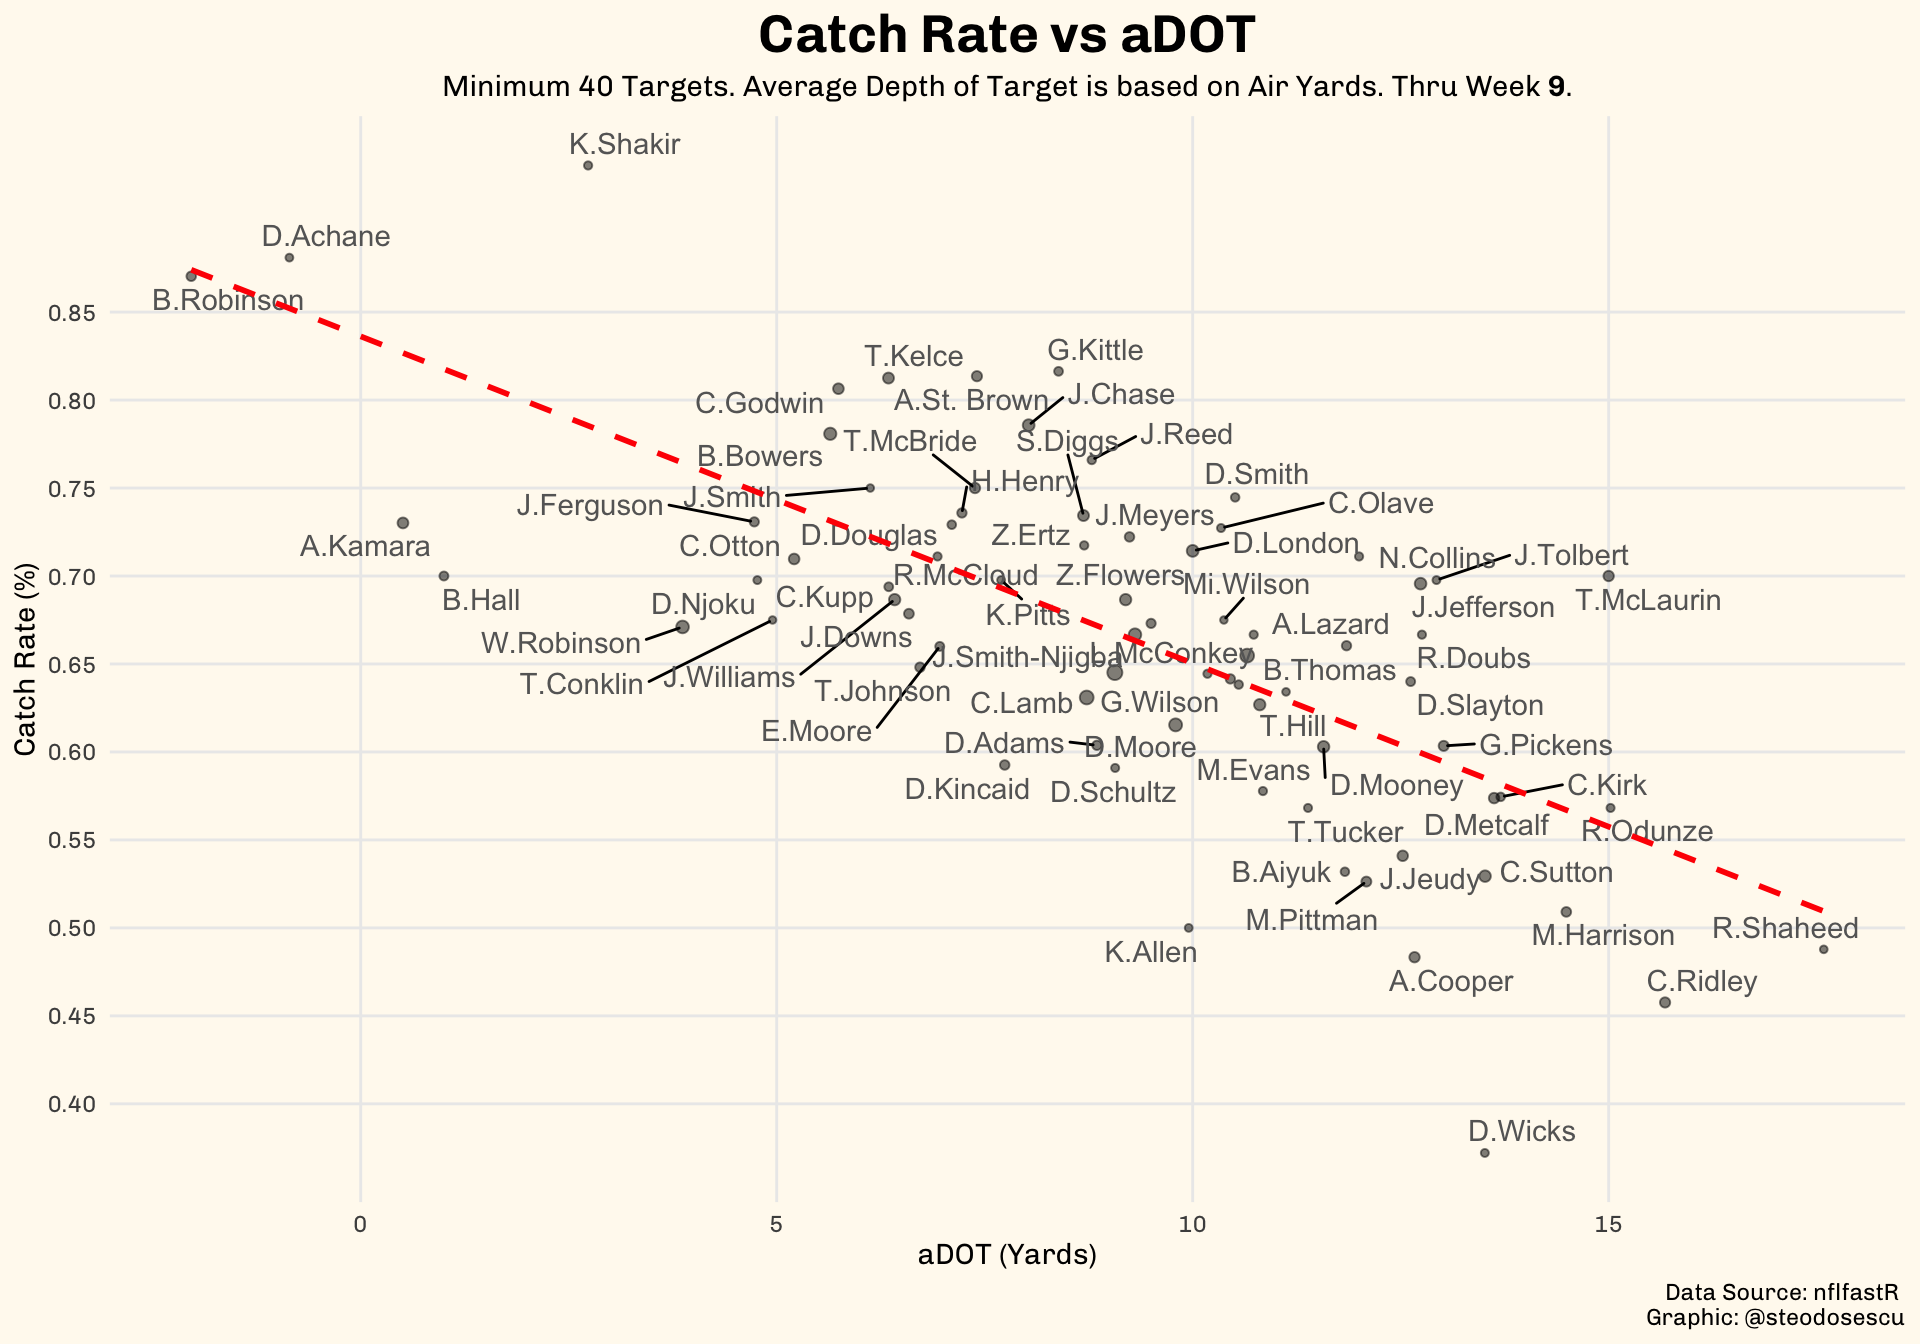 Catch Rate vs aDOT
Minimum 40 Targets. Average Depth of Target is based on Air Yards. Thru Week 9.
K.Shakir
D.Achane
B.Robinson
0.85
T.Kelce
G.Kittle
C.Godwin
A.St. Brown
J.Chase
0.80
T.McBride
S.Diggs
J.Reed
B.Bowers
D.Smith
H.Henry
0.75
J.Smith
J.Ferguson
C.Olave
J.Meyers
A.Kamara
C.Otton
D.Douglas
Z.Ertz
D.London
N.Collins
J.Tolbert
0.70
R.McCloud
Z.Flowers
Mi.Wilson
B.Hall
D.Njoku
C.Kupp
K.Pitts
J.Jefferson
T.McLaurin
A.Lazard
W.Robinson
J.Downs
J.Smith-Njigba
L.McConkey
R.Doubs
0.65
B.Thomas
T.Conklin
J.Williams
T.Johnson
C.Lamb
G.Wilson
D.Slayton
E.Moore
T.Hill
D.Adams
D.Moore
G.Pickens
0.60
M.Evans
D.Kincaid
D.Schultz
D.Mooney
C.Kirk
T.Tucker
D.Metcalf
R.Odunze
0.55
B.Aiyuk
J.Jeudy
C.Sutton
M.Pittman
M.Harrison
R.Shaheed
0.50
K.Allen
A.Cooper
C.Ridley
0.45
0.40
D.Wicks
Catch Rate (%)
0 5 10 15
aDOT (Yards)
Data Source: nflfastR
Graphic: @steodosescu